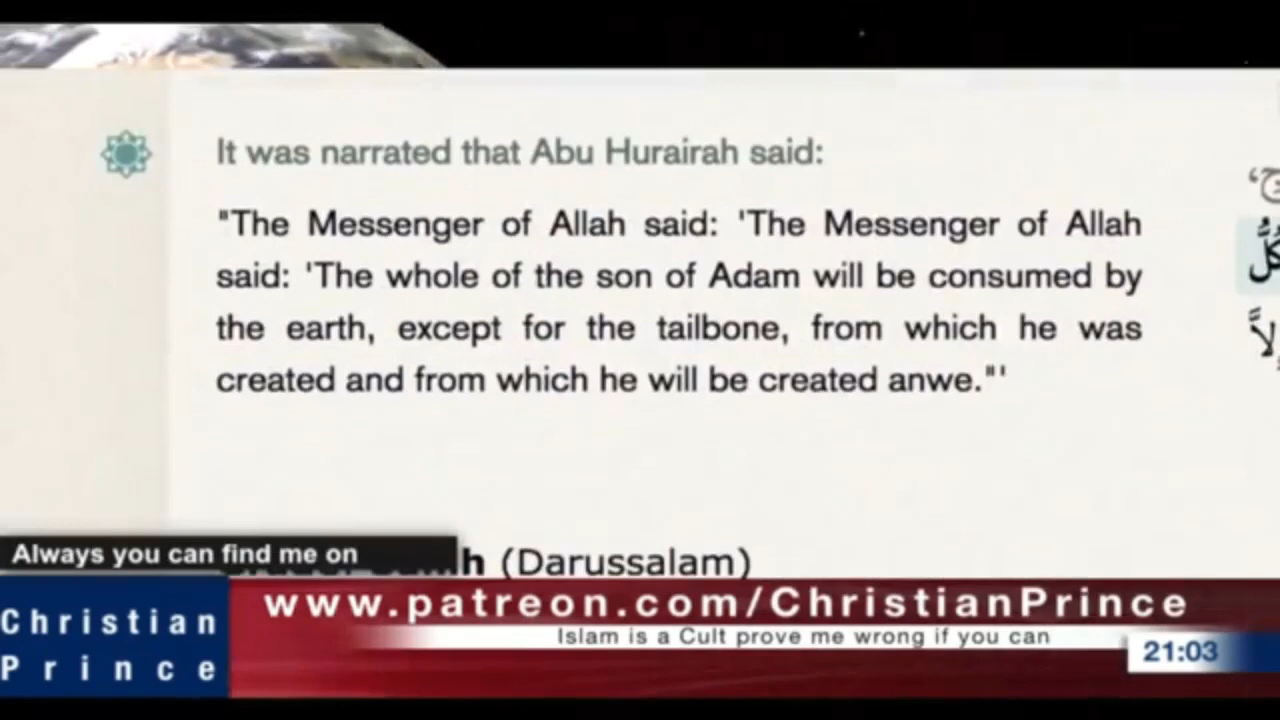 It was narrated that Abu Hurairah said:
"The Messenger of Allah said: 'The Messenger of Allah
said: 'The whole of the son of Adam will be consumed by
the earth, except for the tailbone, from which he was
created and from which he will be created anwe."'
(Darussalam)
Always you can find me on
www.patreon.com/ChristianPrince
Islam is a Cult prove me wrong if you can
Christian
Prince
21:03